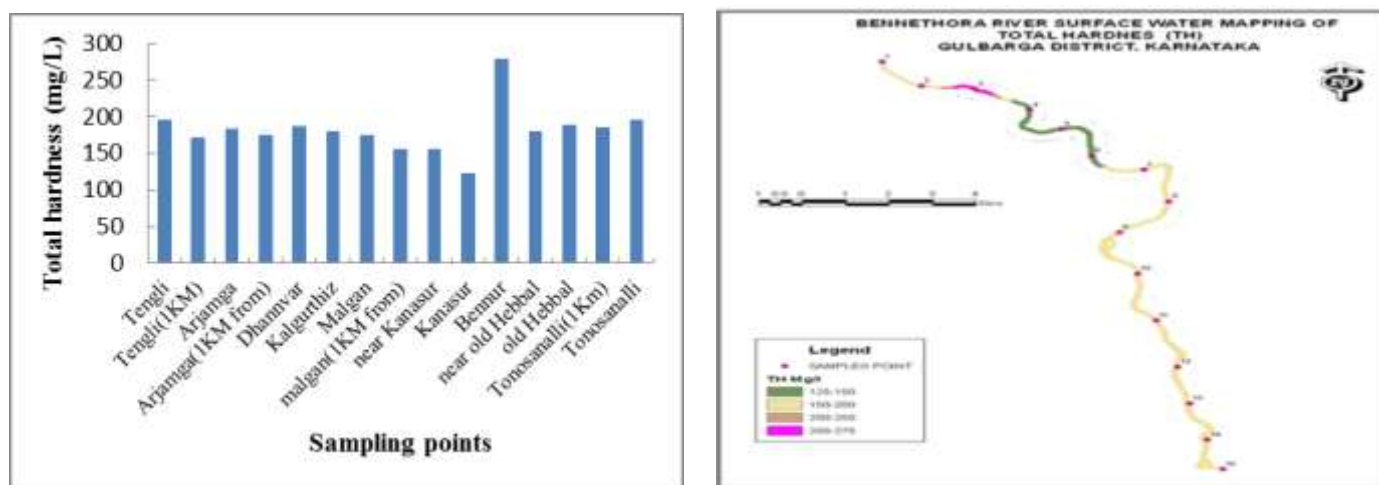 Total hardness (mg/L)
300
250
200
150
100
50
0
Tengli
Tengli(1KM)
Arjamga
Arjamga(1KM from)
Dhannvar
Kalgurthiz
Malgan
malgan(1KM from)
near Kanasur
Kanasur
Bennur
near old Hebbal
old Hebbal
Tonosanalli(1Km)
Tonosanalli
Sampling points
BENNETHORA RIVER SURFACE WATER MAPPING OF
TOTAL HARDNES (TH)
GULBARGA DISTRICT, KARNATAKA
Legend
SAMPLES POINT
TH Mg/l
150-200